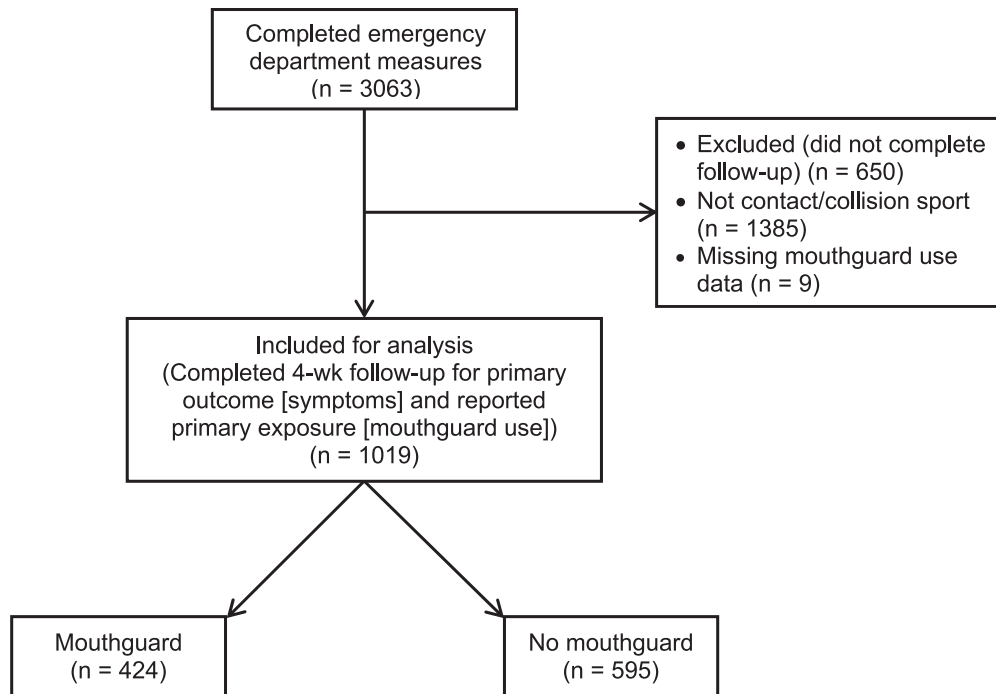 Completed emergency
department measures
(n = 3063)
• Excluded (did not complete
follow-up) (n = 650)
• Not contact/collision sport
(n = 1385)
• Missing mouthguard use
data (n = 9)
Included for analysis
(Completed 4-wk follow-up for primary
outcome [symptoms] and reported
primary exposure [mouthguard use])
(n = 1019)
Mouthguard
(n = 424)
No mouthguard
(n = 595)